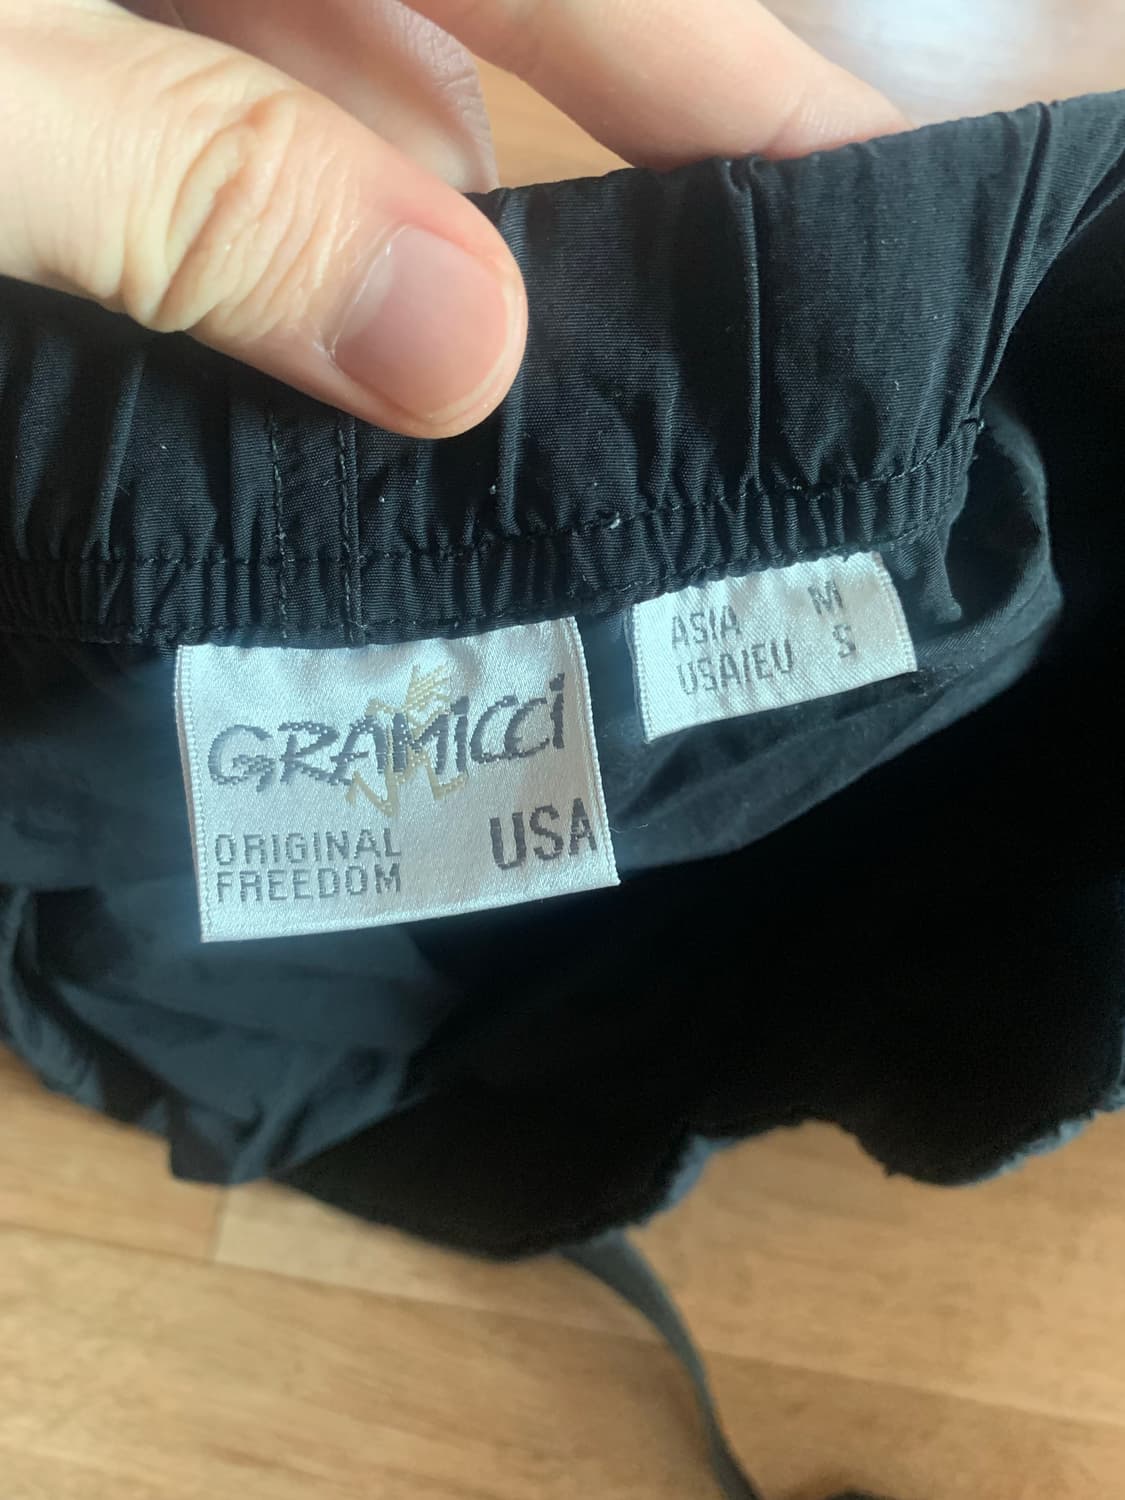 GRAMICCI
ORIGINAL
FREEDOM
USA
ASIA M
USA/EU S